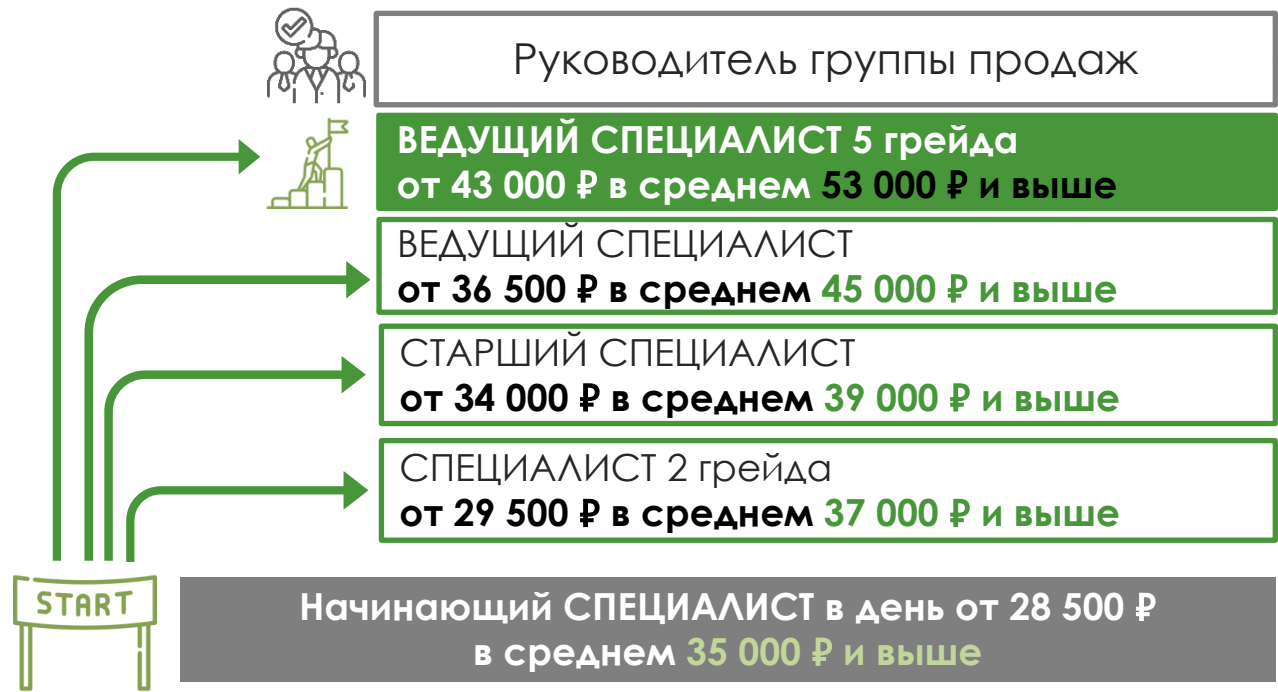 Руководитель группы продаж
ВЕДУЩИЙ СПЕЦИАЛИСТ 5 грейда
от 43 000 ₽ в среднем 53 000 ₽ и выше
ВЕДУЩИЙ СПЕЦИАЛИСТ
от 36 500 ₽ в среднем 45 000 ₽ и выше
СТАРШИЙ СПЕЦИАЛИСТ
от 34 000 ₽ в среднем 39 000 ₽ и выше
СПЕЦИАЛИСТ 2 грейда
от 29 500 ₽ в среднем 37 000 ₽ и выше
START
Начинающий СПЕЦИАЛИСТ в день от 28 500 ₽
в среднем 35 000 ₽ и выше